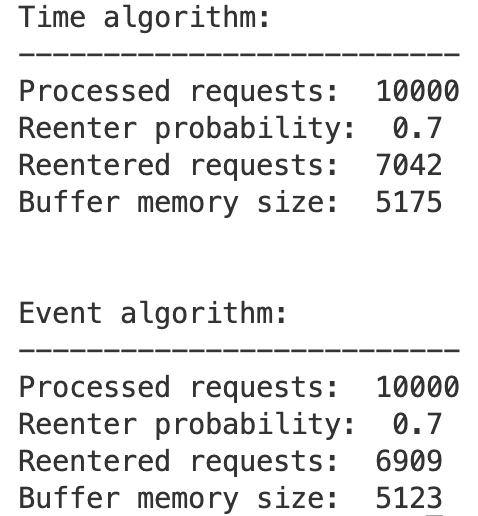 Time algorithm:
--------------------------
Processed requests:  10000
Reenter probability:  0.7
Reentered requests:  7042
Buffer memory size:  5175
Event algorithm:
--------------------------
Processed requests:  10000
Reenter probability:  0.7
Reentered requests:  6909
Buffer memory size:  5123